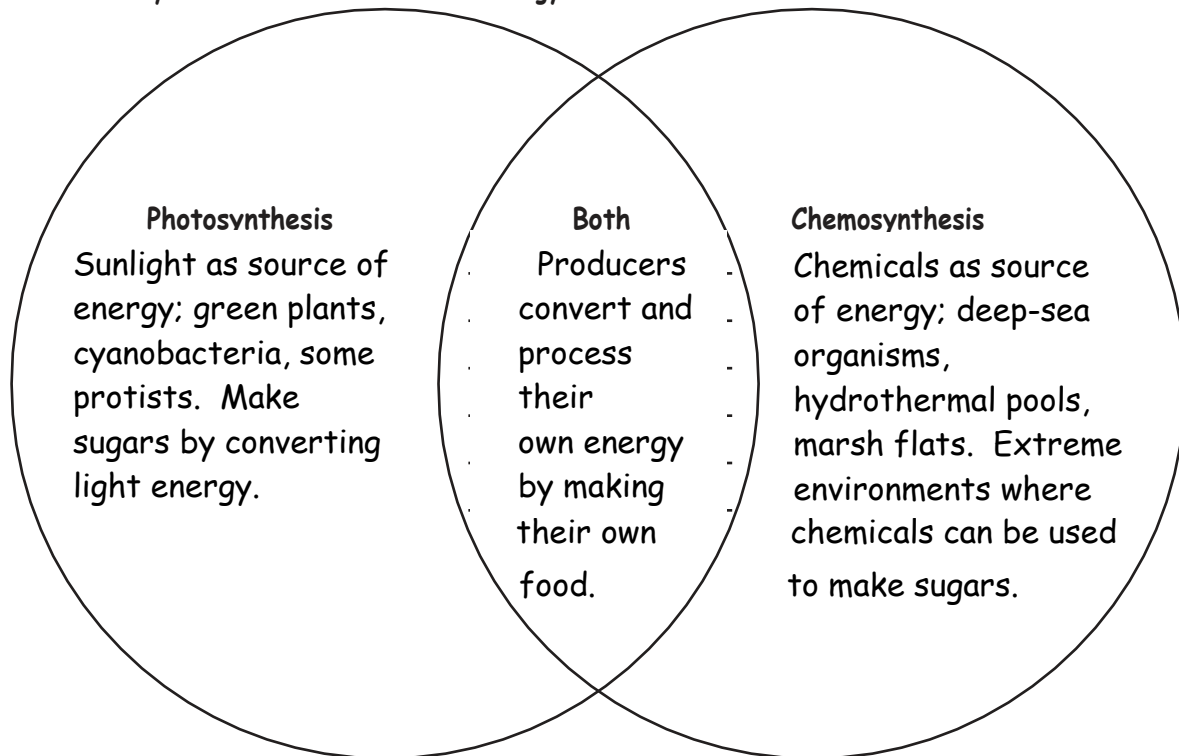 Photosynthesis
Sunlight as source of
energy; green plants,
cyanobacteria, some
protists. Make
sugars by converting
light energy.
Both
Producers
convert and
process
their
own energy
by making
their own
food.
Chemosynthesis
Chemicals as source
of energy; deep-sea
organisms,
hydrothermal pools,
marsh flats. Extreme
environments where
chemicals can be used
to make sugars.